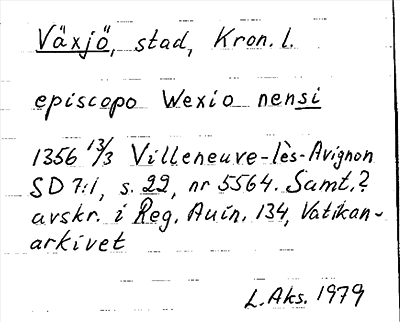 Växjö, stad, Kron. l.
episcopo Wexio nensi
1356 13/3 Villeneuve-lès-Avignon
SD 7:1, s. 22, nr 5564. Samt.?
avskr. i Reg. Auin. 134, Vatikan-
arkivet
L. Aks. 1979